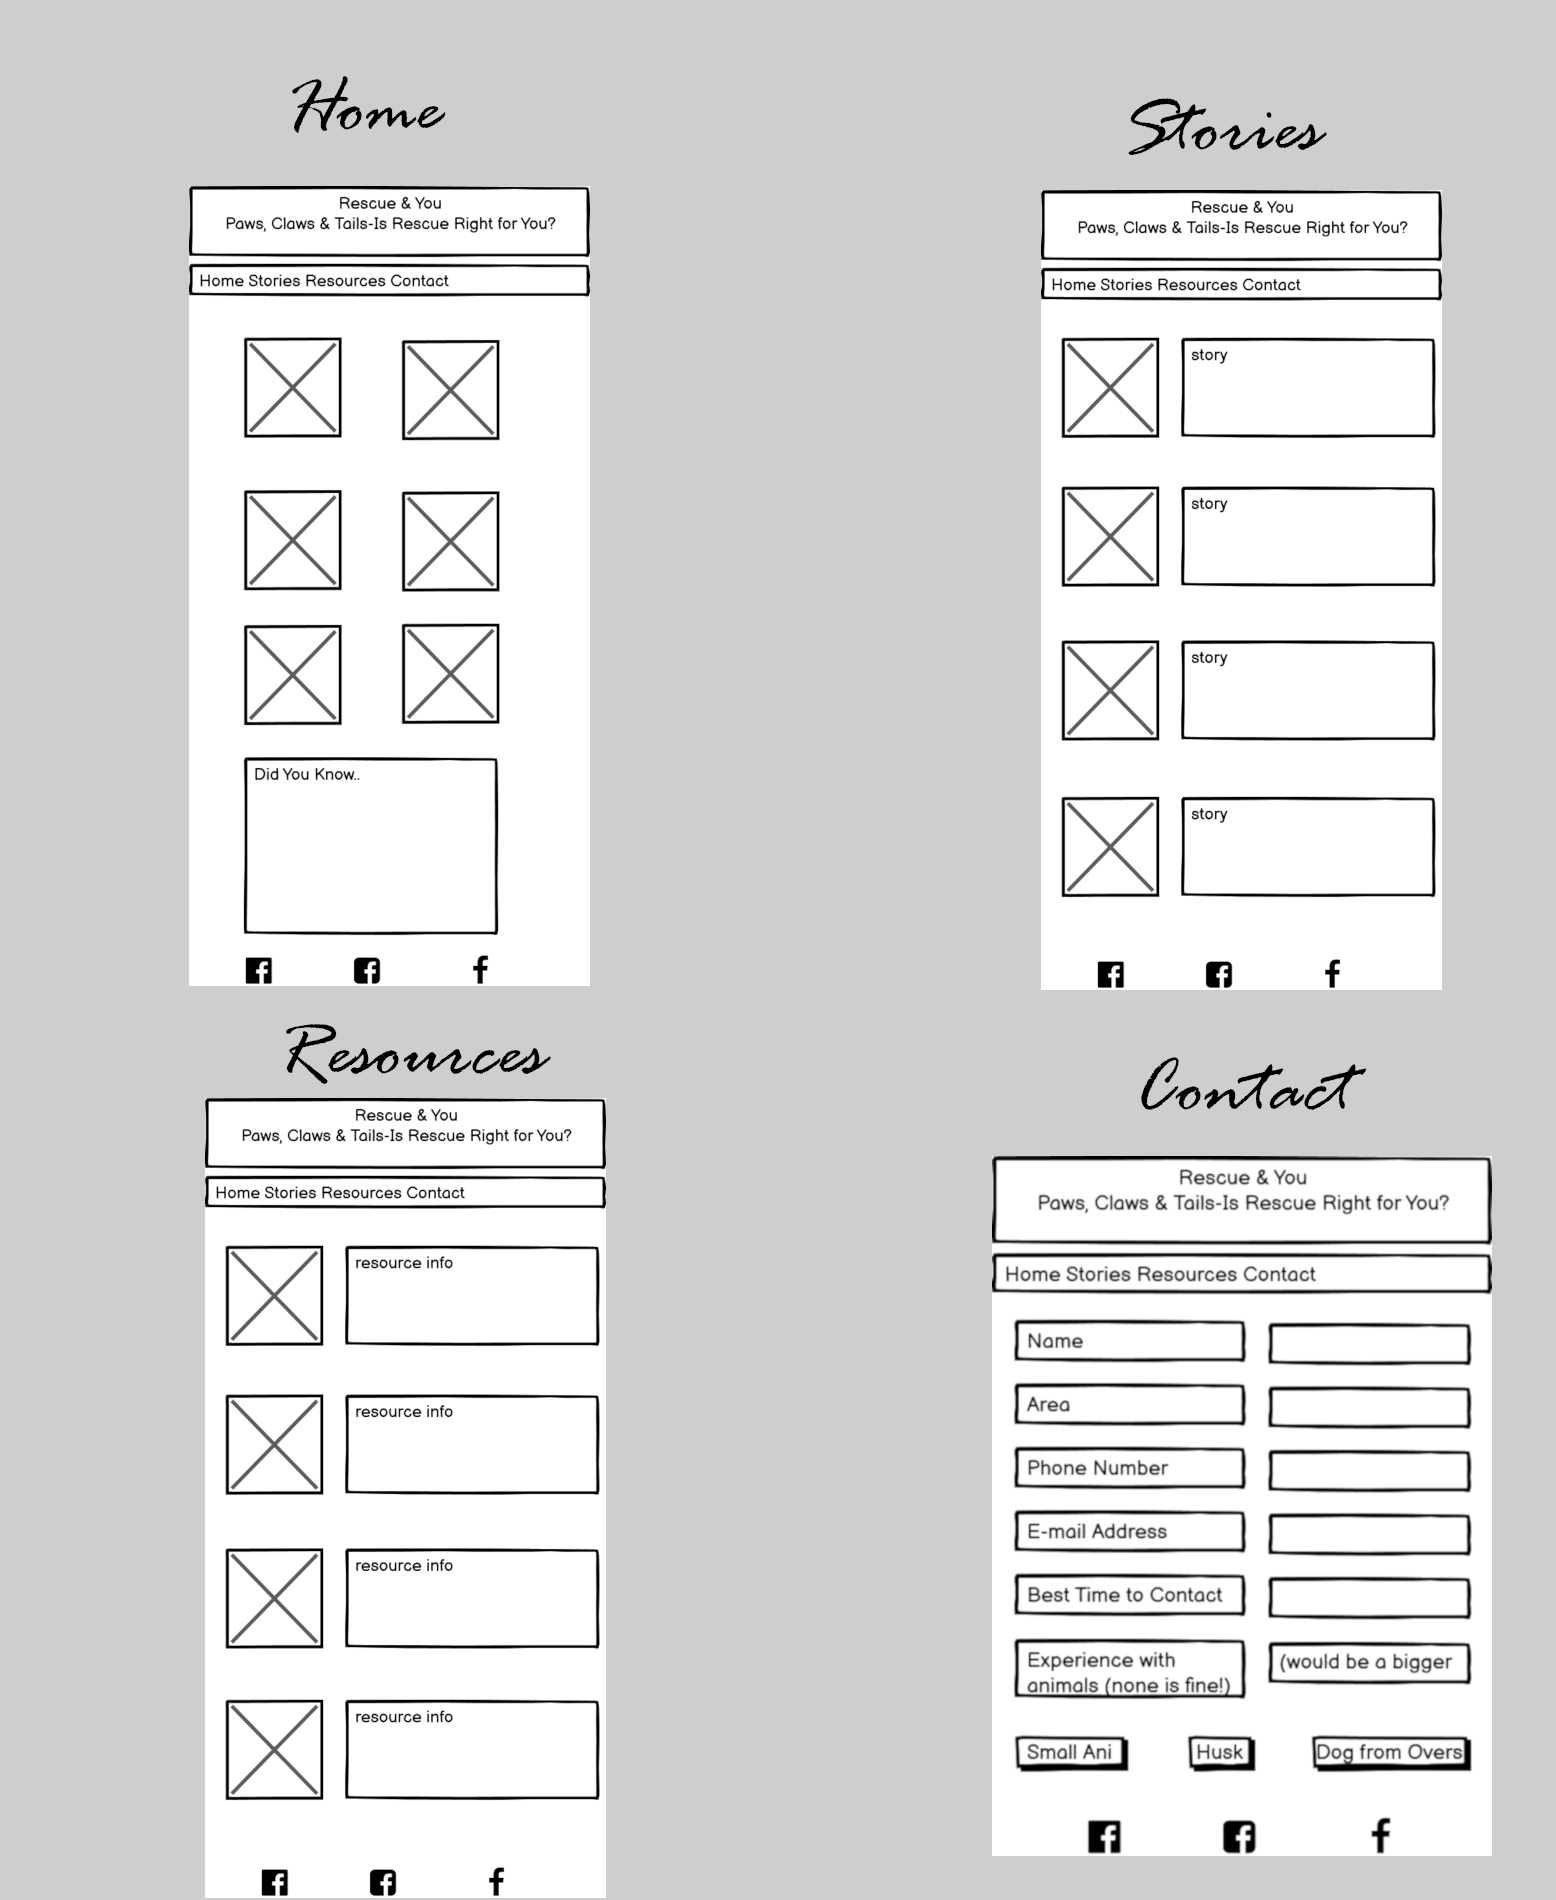 Home
Rescue & You
Paws, Claws & Tails-Is Rescue Right for You?
Home Stories Resources Contact
Did You Know..
Stories
Rescue & You
Paws, Claws & Tails-Is Rescue Right for You?
Home Stories Resources Contact
story
story
story
story
Resources
Rescue & You
Paws, Claws & Tails-Is Rescue Right for You?
Home Stories Resources Contact
resource info
resource info
resource info
resource info
Contact
Rescue & You
Paws, Claws & Tails-Is Rescue Right for You?
Home Stories Resources Contact
Name
Area
Phone Number
E-mail Address
Best Time to Contact
Experience with
animals (none is fine!)
(would be a bigger
Small Ani
Husk
Dog from Overs